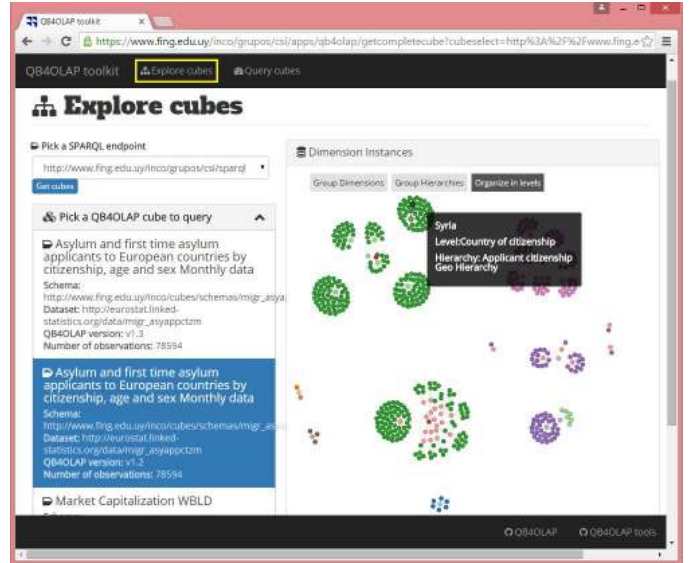 QB4OLAP toolkit
https://www.fing.edu.uy/inco/grupos/csi/apps/qb4olap/getcompletecube?cubeselect=http%3A%2F%2Fwww.fing.e
QB4OLAP toolkit Explore cubes Query cubes
Explore cubes
Pick a SPARQL endpoint
http://www.fing.edu.uy/inco/grupos/csi/sparql
Get cubes
Pick a QB4OLAP cube to query
Asylum and first time asylum
applicants to European countries by
citizenship, age and sex Monthly data
Schema:
http://www.fing.edu.uy/inco/cubes/schemas/migr_asya
Dataset: http://eurostat.linked-
statistics.org/data/migr_asyappctzm
QB4OLAP version: v1.3
Number of observations: 78594
Asylum and first time asylum
applicants to European countries by
citizenship, age and sex Monthly data
Schema:
http://www.fing.edu.uy/inco/cubes/schemas/migr_as
Dataset: http://eurostat.linked-
statistics.org/data/migr_asyappctzm
QB4OLAP version: v1.2
Number of observations: 78594
Market Capitalization WBLD
Dimension Instances
Group Dimensions Group Hierarchies Organize in levels
Syria
Level:Country of citizenship
Hierarchy: Applicant citizenship
Geo Hierarchy
QB4OLAP QB4OLAP tools